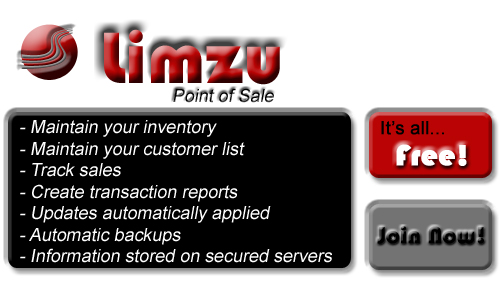 Limzu
Point of Sale
- Maintain your inventory
- Maintain your customer list
- Track sales
- Create transaction reports
- Updates automatically applied
- Automatic backups
- Information stored on secured servers
It's all...
Free!
Join Now!